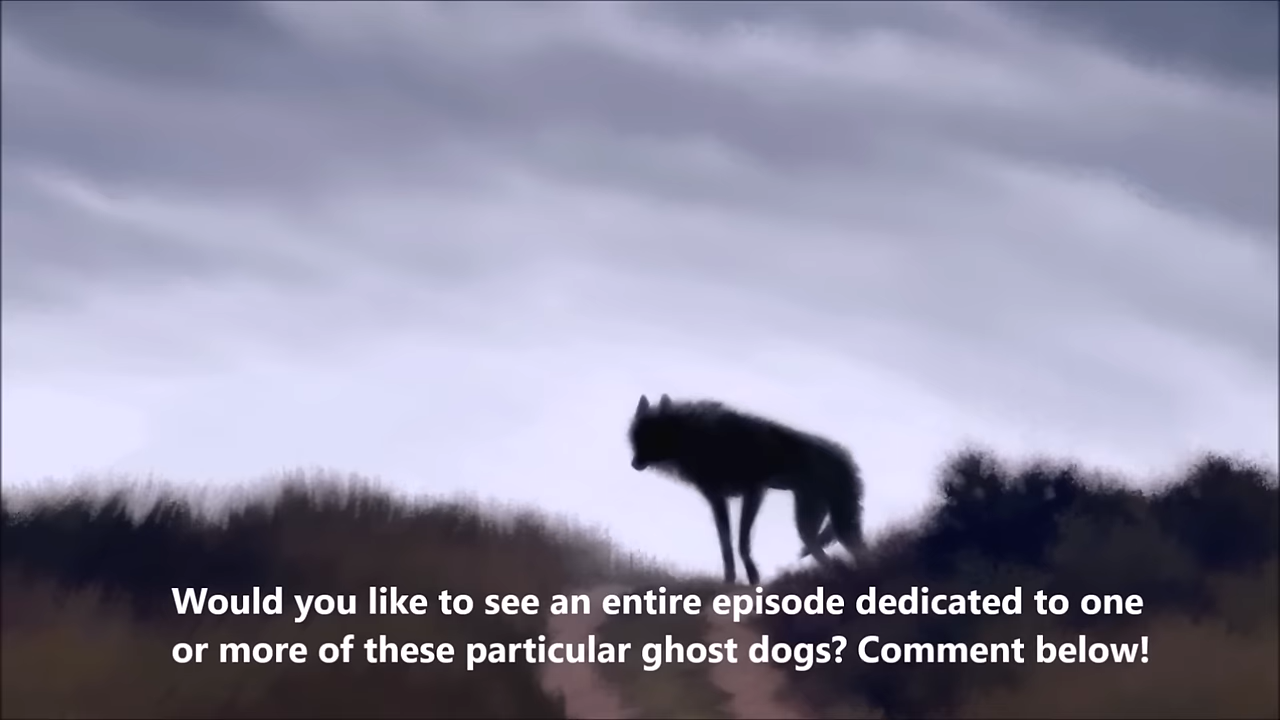 Would you like to see an entire episode dedicated to one
or more of these particular ghost dogs? Comment below!